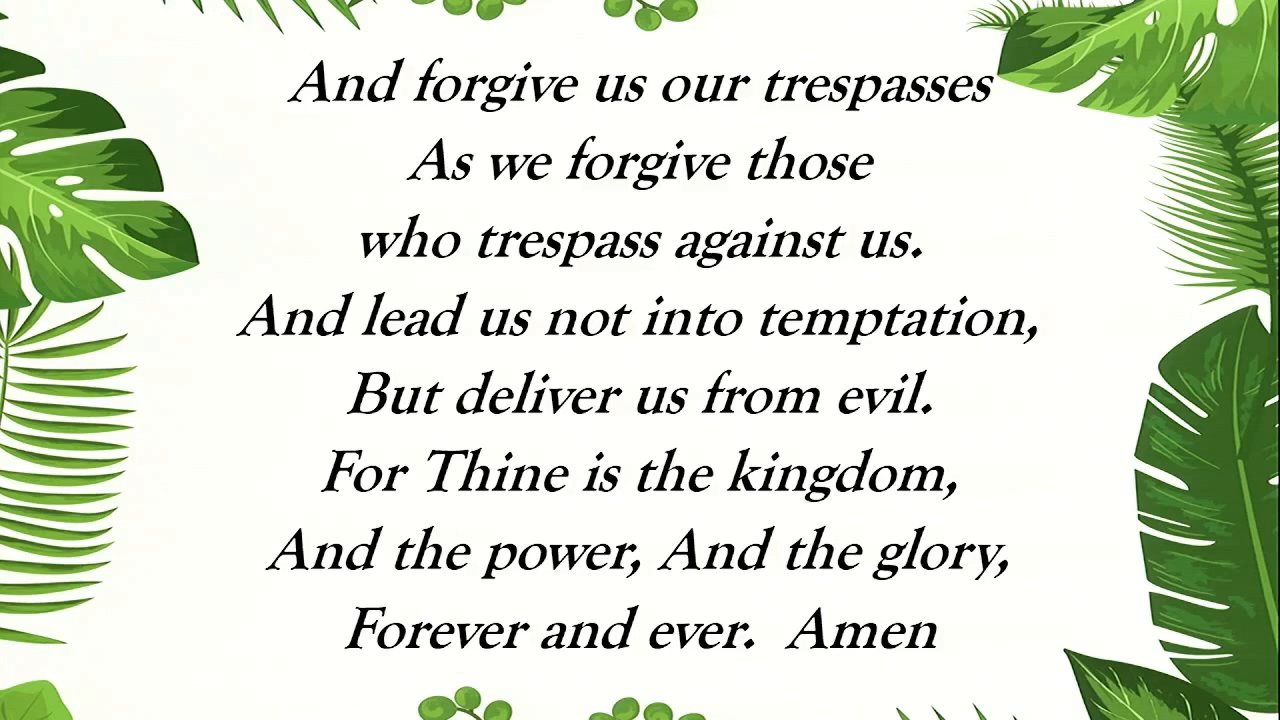 And forgive us our trespasses
As we forgive those
who trespass against us.
And lead us not into temptation,
But deliver us from evil.
For Thine is the kingdom,
And the power, And the glory,
Forever and ever.  Amen